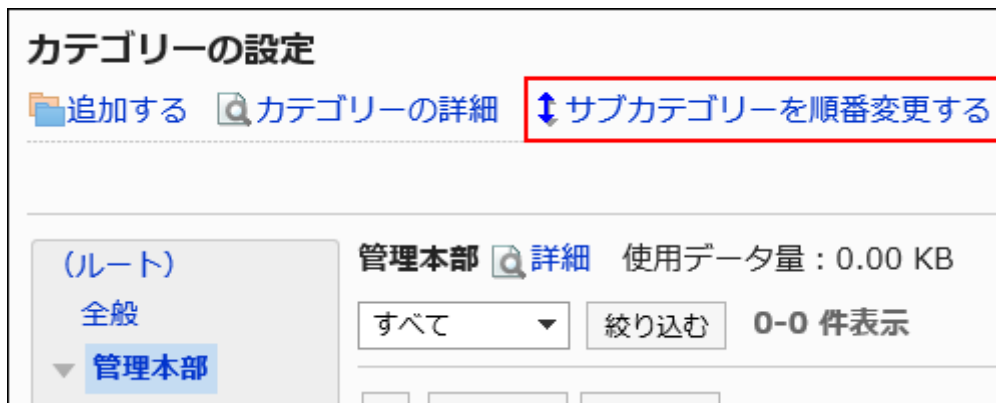 カテゴリーの設定
追加する カテゴリーの詳細 サブカテゴリーを順番変更する
(ルート)
全般
管理本部
管理本部 詳細 使用データ量 : 0.00 KB
すべて 絞り込む 0-0 件表示